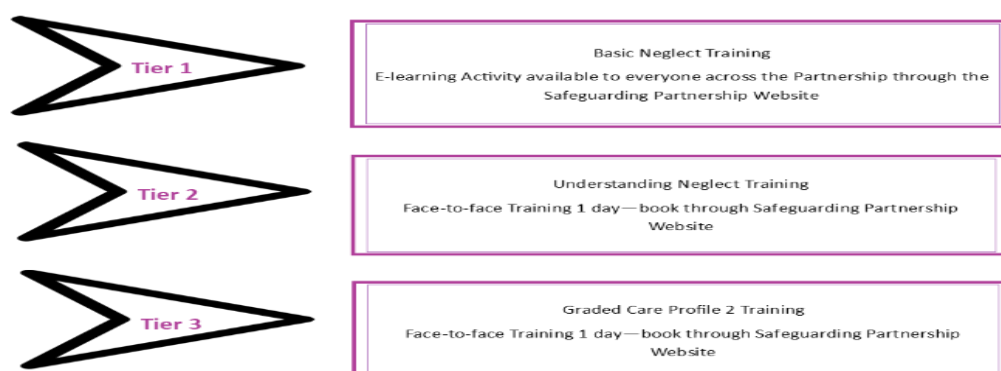 Tier 1
Basic Neglect Training
E-learning Activity available to everyone across the Partnership through the
Safeguarding Partnership Website
Tier 2
Understanding Neglect Training
Face-to-face Training 1 day—book through Safeguarding Partnership
Website
Tier 3
Graded Care Profile 2 Training
Face-to-face Training 1 day—book through Safeguarding Partnership
Website